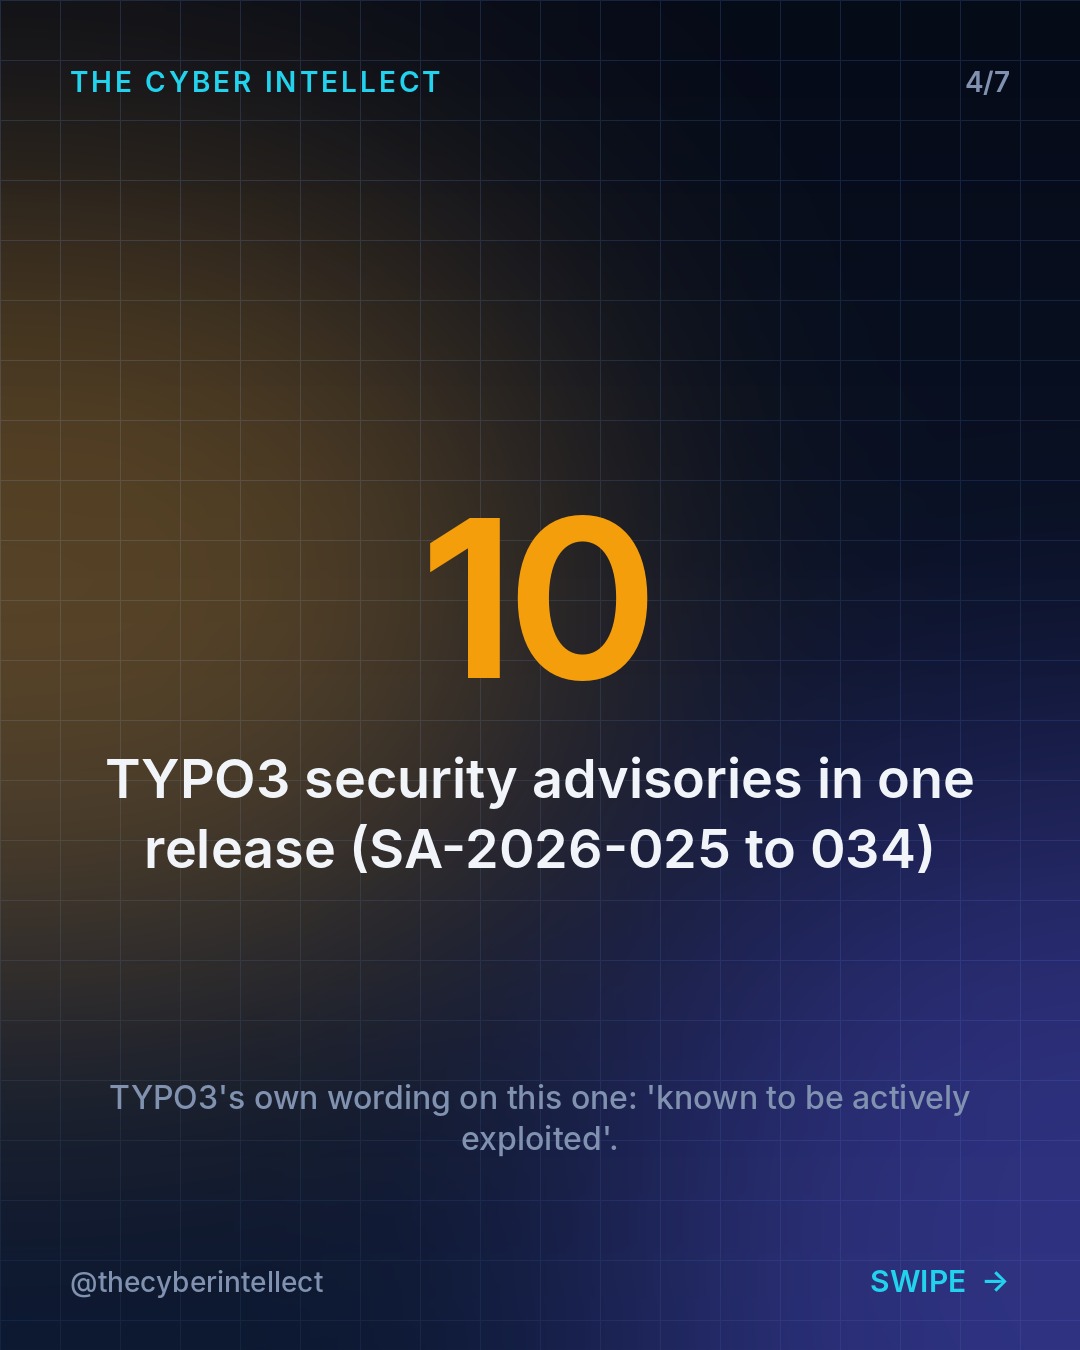 THE CYBER INTELLECT
4/7
10
TYPO3 security advisories in one
release (SA-2026-025 to 034)
TYPO3's own wording on this one: 'known to be actively
exploited'.
@thecyberintellect
SWIPE →